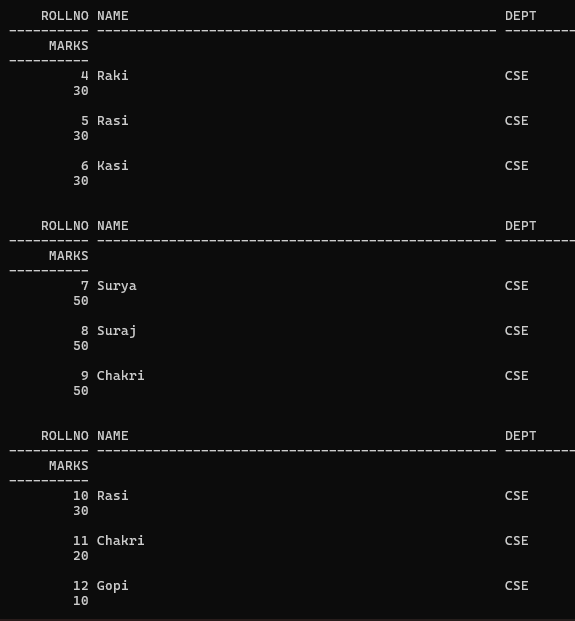 ROLLNO NAME DEPT
---------- -------------------------------------------------- ---------
MARKS
----------
4 Raki CSE
30
5 Rasi CSE
30
6 Kasi CSE
30
ROLLNO NAME DEPT
---------- -------------------------------------------------- ---------
MARKS
----------
7 Surya CSE
50
8 Suraj CSE
50
9 Chakri CSE
50
ROLLNO NAME DEPT
---------- -------------------------------------------------- ---------
MARKS
----------
10 Rasi CSE
30
11 Chakri CSE
20
12 Gopi CSE
10